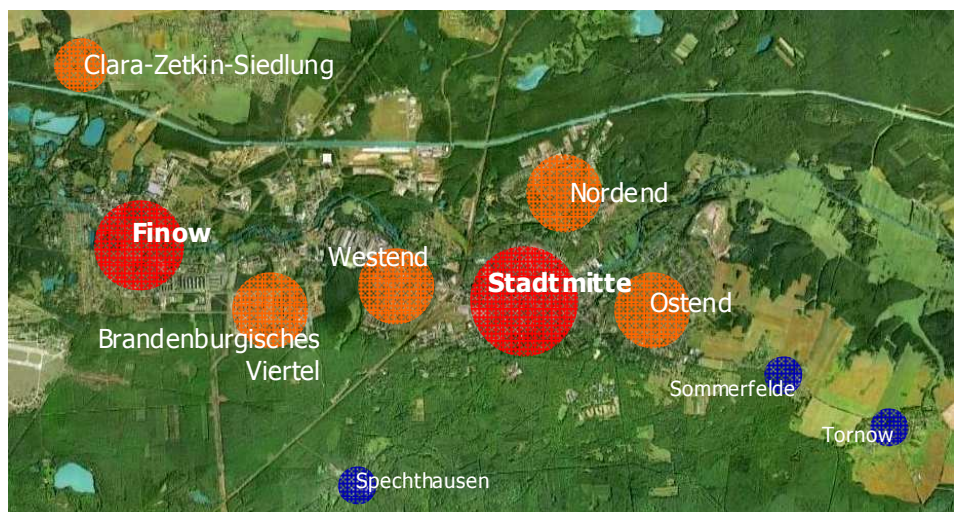 Clara-Zetkin-Siedlung
Nordend
Finow
Westend
Stadtmitte
Ostend
Brandenburgisches
Viertel
Sommerfelde
Tornow
Spechthausen